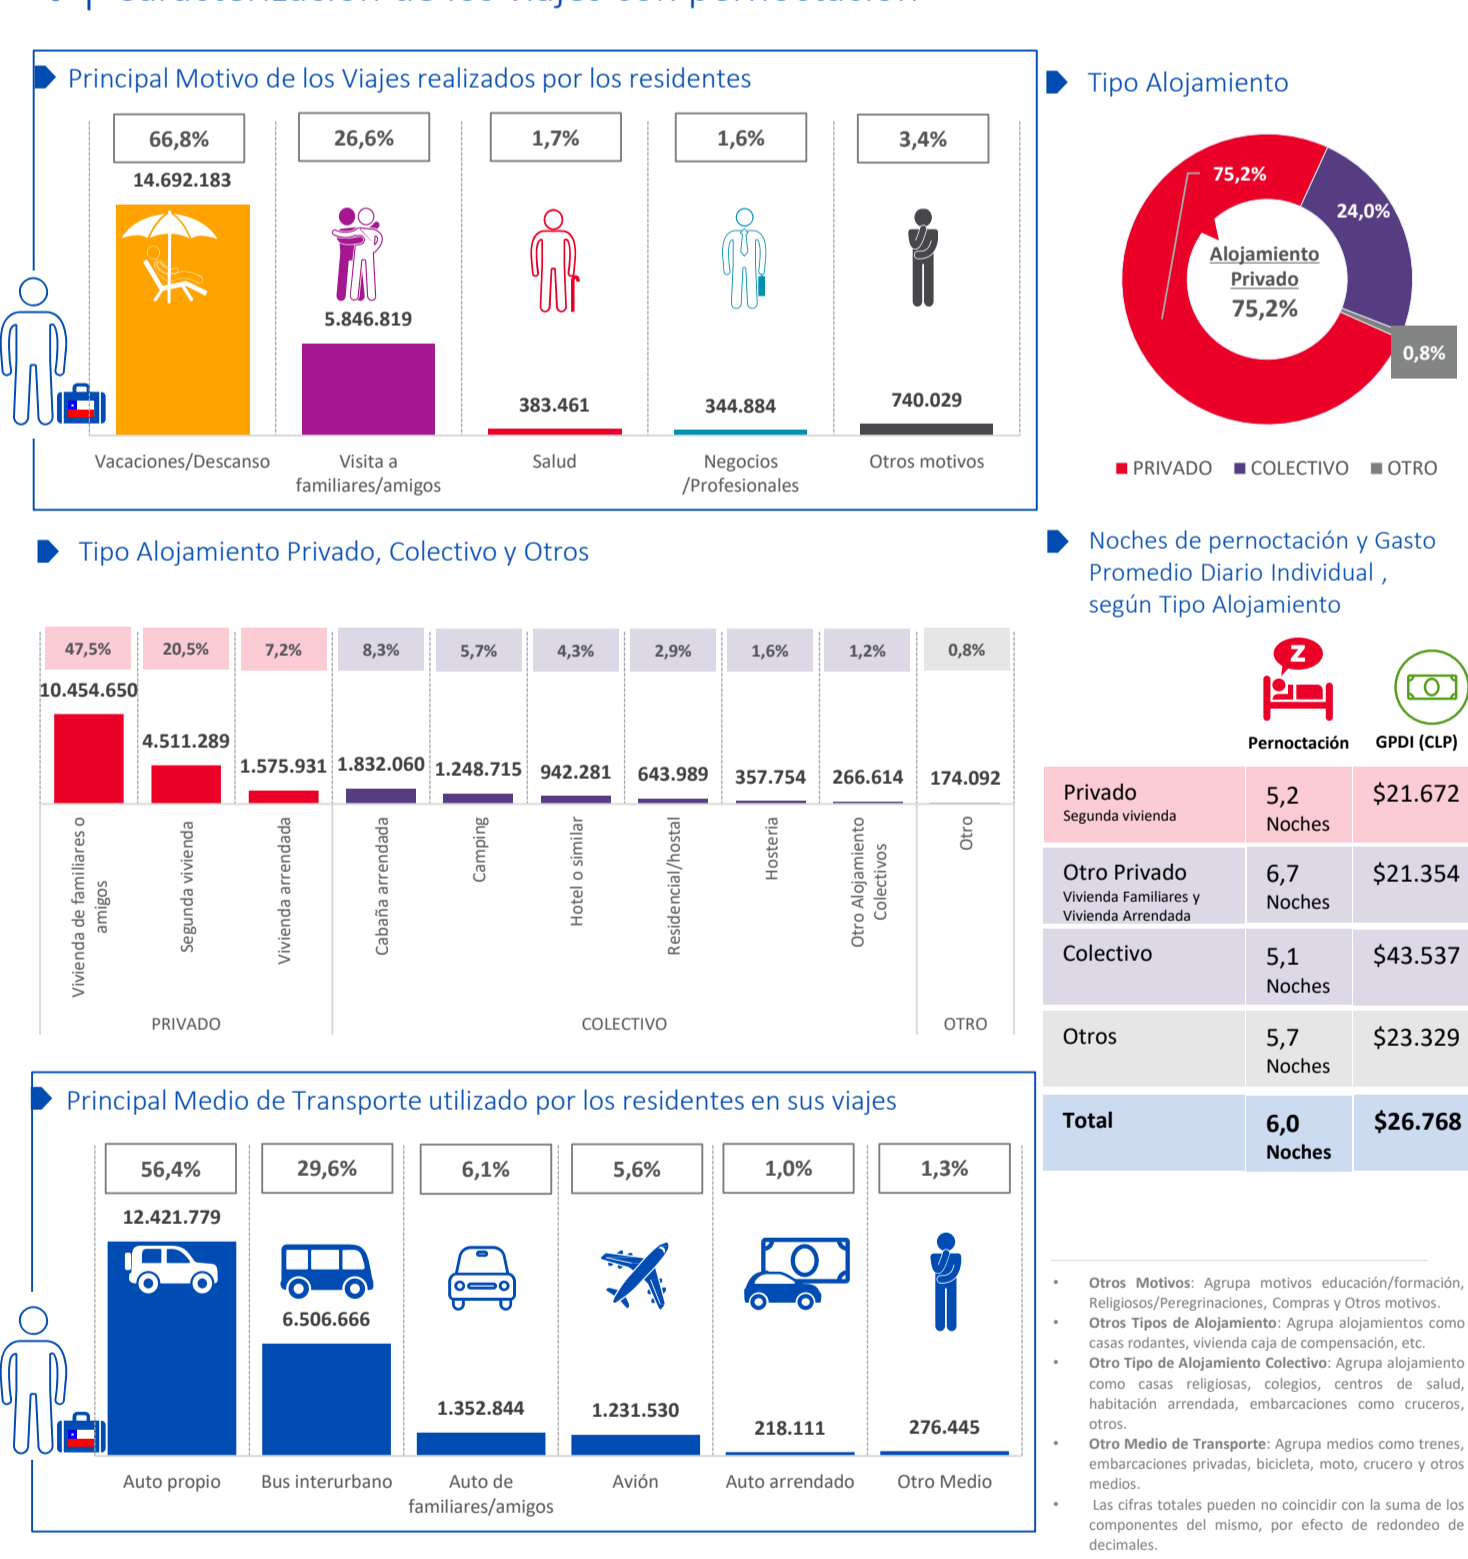 Caracterización de los viajes con pernoctación
Principal Motivo de los Viajes realizados por los residentes
66,8%
26,6%
1,7%
1,6%
3,4%
14.692.183
5.846.819
383.461
344.884
740.029
Vacaciones/Descanso
Visita a
familiares/amigos
Salud
Negocios
/Profesionales
Otros motivos
Tipo Alojamiento
75,2%
24,0%
0,8%
Alojamiento
Privado
75,2%
PRIVADO
COLECTIVO
OTRO
Tipo Alojamiento Privado, Colectivo y Otros
47,5%
20,5%
7,2%
8,3%
5,7%
4,3%
2,9%
1,6%
1,2%
0,8%
10.454.650
4.511.289
1.575.931
1.832.060
1.248.715
942.281
643.989
357.754
266.614
174.092
Vivienda de familiares o
amigos
Segunda vivienda
Vivienda arrendada
Cabaña arrendada
Camping
Hotel o similar
Residencial/hostal
Hosteria
Otro Alojamiento
Colectivos
Otro
PRIVADO
COLECTIVO
OTRO
Noches de pernoctación y Gasto
Promedio Diario Individual ,
según Tipo Alojamiento
Z
Pernoctación
GPDI (CLP)
Privado
Segunda vivienda
5,2
Noches
$21.672
Otro Privado
Vivienda Familiares y
Vivienda Arrendada
6,7
Noches
$21.354
Colectivo
5,1
Noches
$43.537
Otros
5,7
Noches
$23.329
Total
6,0
Noches
$26.768
Principal Medio de Transporte utilizado por los residentes en sus viajes
56,4%
29,6%
6,1%
5,6%
1,0%
1,3%
12.421.779
6.506.666
1.352.844
1.231.530
218.111
276.445
Auto propio
Bus interurbano
Auto de
familiares/amigos
Avión
Auto arrendado
Otro Medio
• Otros Motivos: Agrupa motivos educación/formación,
Religiosos/Peregrinaciones, Compras y Otros motivos.
• Otros Tipos de Alojamiento: Agrupa alojamientos como
casas rodantes, vivienda caja de compensación, etc.
• Otro Tipo de Alojamiento Colectivo: Agrupa alojamiento
como casas religiosas, colegios, centros de salud,
habitación arrendada, embarcaciones como cruceros,
otros.
• Otro Medio de Transporte: Agrupa medios como trenes,
embarcaciones privadas, bicicleta, moto, crucero y otros
medios.
• Las cifras totales pueden no coincidir con la suma de los
componentes del mismo, por efecto de redondeo de
decimales.